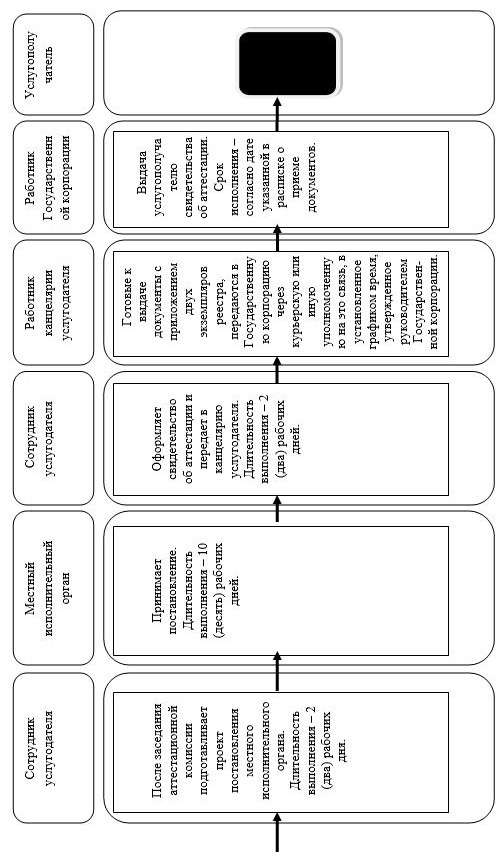 Сотрудник
услугодателя
Местный
исполнительный
орган
Сотрудник
услугодателя
Работник
канцелярии
услугодателя
Работник
Государственн
ой корпорации
Услугополу
чатель
После заседания
аттестационной
комиссии
подготавливает
проект
постановления
местного
исполнительного
органа.
Длительность
выполнения – 2
(два) рабочих
дня.
Принимает
постановление.
Длительность
выполнения – 10
(десять) рабочих
дней.
Оформляет
свидетельство
об аттестации и
передает в
канцелярию
услугодателя.
Длительность
выполнения – 2
(два) рабочих
дней.
Готовые к
выдаче
документы с
приложением
двух
экземпляров
реестра,
передаются в
Государственну
ю корпорацию
через
курьерскую или
иную
уполномоченну
ю на это связь, в
установленное
графиком время,
утвержденное
руководителем
Государствен-
ной корпорации.
Выдача
услугополуча
телю
свидетельства
об аттестации.
Срок
исполнения –
согласно дате
указанной в
расписке о
приеме
документов.